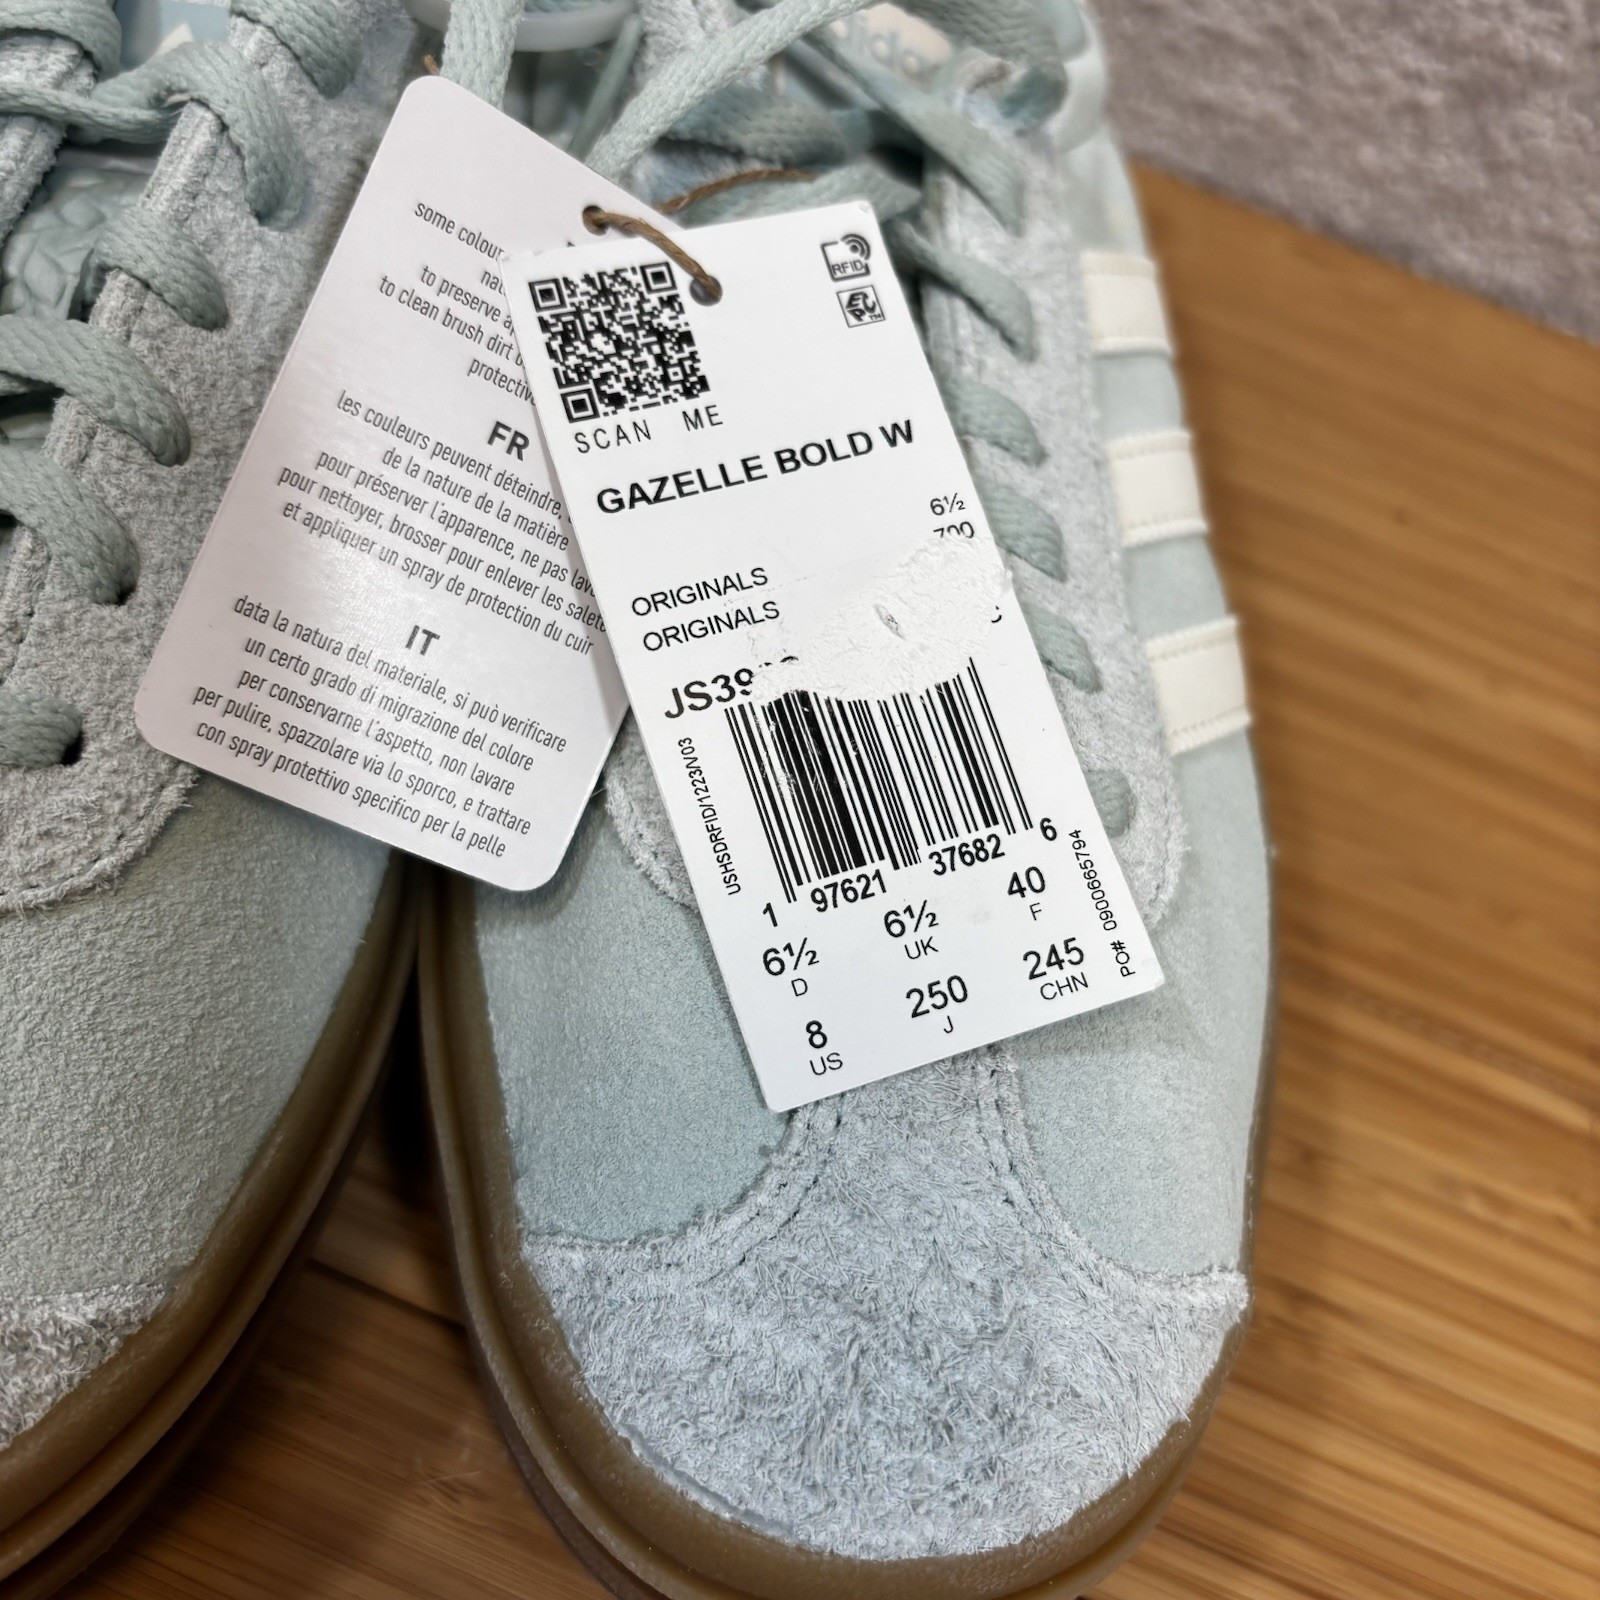 adidas
some colour
to preserve
to clean brush dirt
FR
les couleurs peuvent déteindre,
de la nature de la matière
pour préserver l'apparence, ne pas
pour nettoyer, brosser pour enlever les
et appliquer un spray de protection du cuir
IT
data la natura del materiale, si può verificare
un certo grado di migrazione del colore
per conservarne l'aspetto, non lavare
per pulire, spazzolare via lo sporco, e trattare
con spray protettivo specifico per la pelle
RFID
EPC TM
SCAN ME
GAZELLE BOLD W
6½
700
ORIGINALS
ORIGINALS
JS39
USHSDRFID/1223/V03
1 97621 37682 6
6½ D
6½ UK
40 F
8 US
250 J
245 CHN
PO# 0900665794